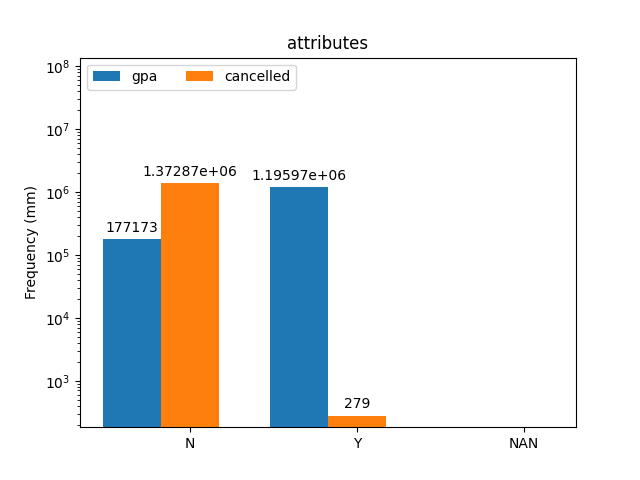 attributes
10^8
gpa
cancelled
10^7
1.37287e+06
1.19597e+06
10^6
177173
10^5
Frequency (mm)
10^4
279
10^3
N
Y
NAN